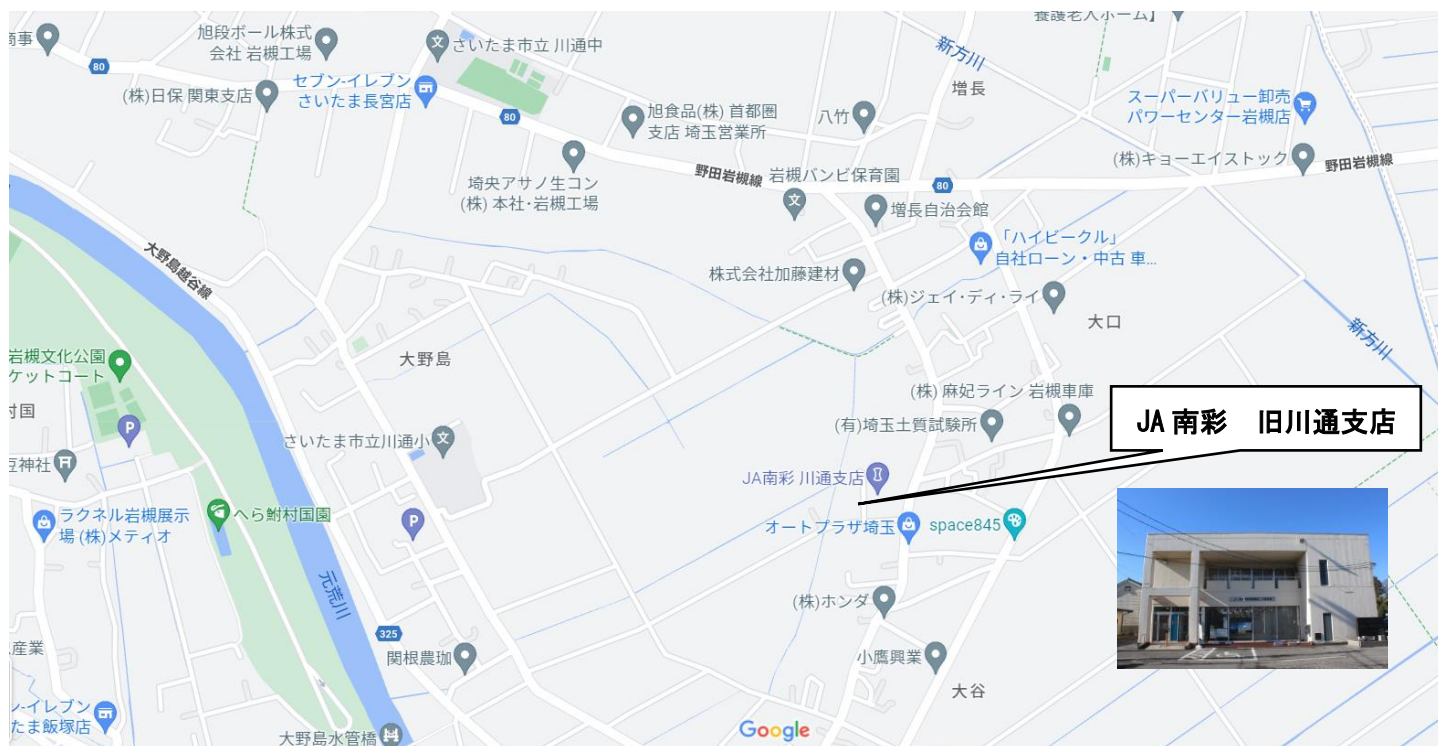 商事
80
旭段ボール株式
会社 岩槻工場
さいたま市立 川通中
(株)日保 関東支店
セブン-イレブン
さいたま長宮店
80
旭食品(株) 首都圏
支店 埼玉営業所
八竹
新方川
増長
養護老人ホーム】
スーパーバリュー卸売
パワーセンター岩槻店
(株)キョーエイストック
野田岩槻線
埼央アサノ生コン
(株) 本社・岩槻工場
野田岩槻線
岩槻バンビ保育園
80
増長自治会館
「ハイビークル」
自社ローン・中古 車...
株式会社加藤建材
(株)ジェイ・ディ・ライ
大口
新方川
大野島越谷線
岩槻文化公園
ケットコート
大野島
村国
P
さいたま市立川通小
(株) 麻妃ライン 岩槻車庫
(有)埼玉土質試験所
JA 南彩 旧川通支店
JA南彩 川通支店
オートプラザ埼玉
space845
豆神社
ラクネル岩槻展示
場 (株)メティオ
へら鮒村国園
P
元荒川
(株)ホンダ
325
関根農珈
小鷹興業
大谷
産業
ン-イレブン
たま飯塚店
大野島水管橋
Google